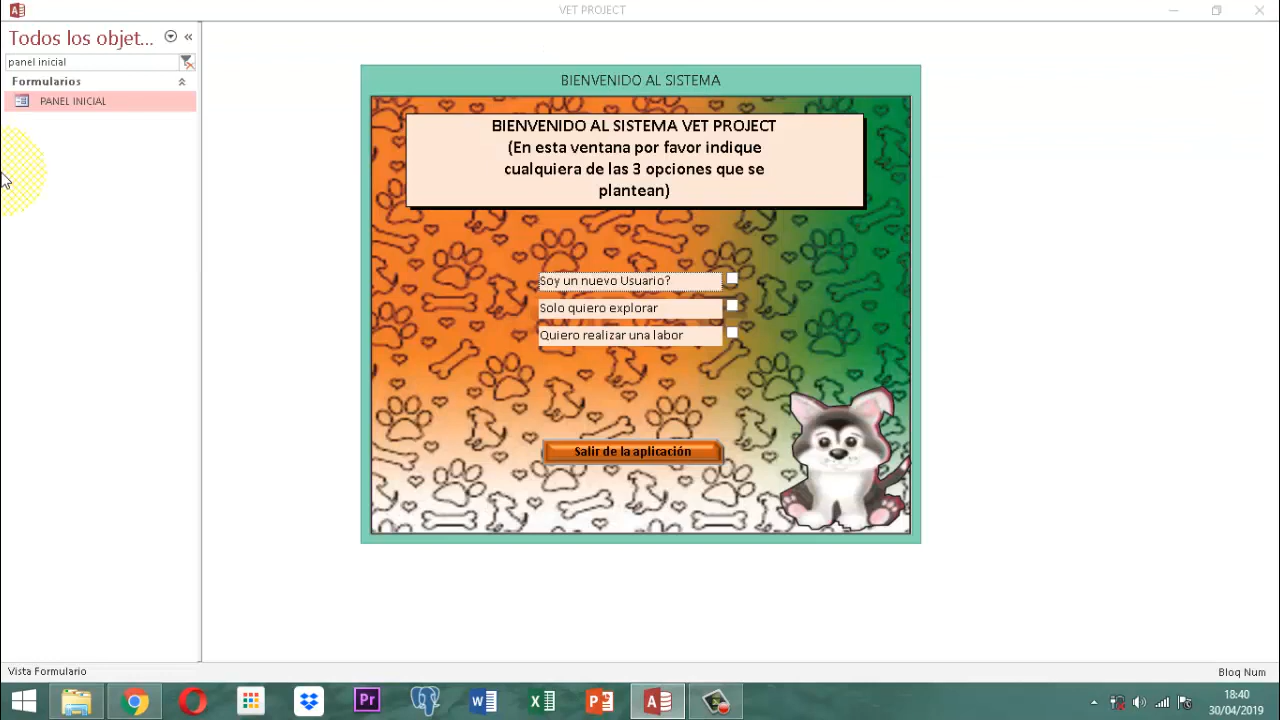 VET PROJECT
Todos los objet...
panel inicial
Formularios
PANEL INICIAL
BIENVENIDO AL SISTEMA
BIENVENIDO AL SISTEMA VET PROJECT
(En esta ventana por favor indique
cualquiera de las 3 opciones que se
plantean)
Soy un nuevo Usuario?
Solo quiero explorar
Quiero realizar una labor
Salir de la aplicación
Vista Formulario
Bloq Num
Pr
18:40
30/04/2019